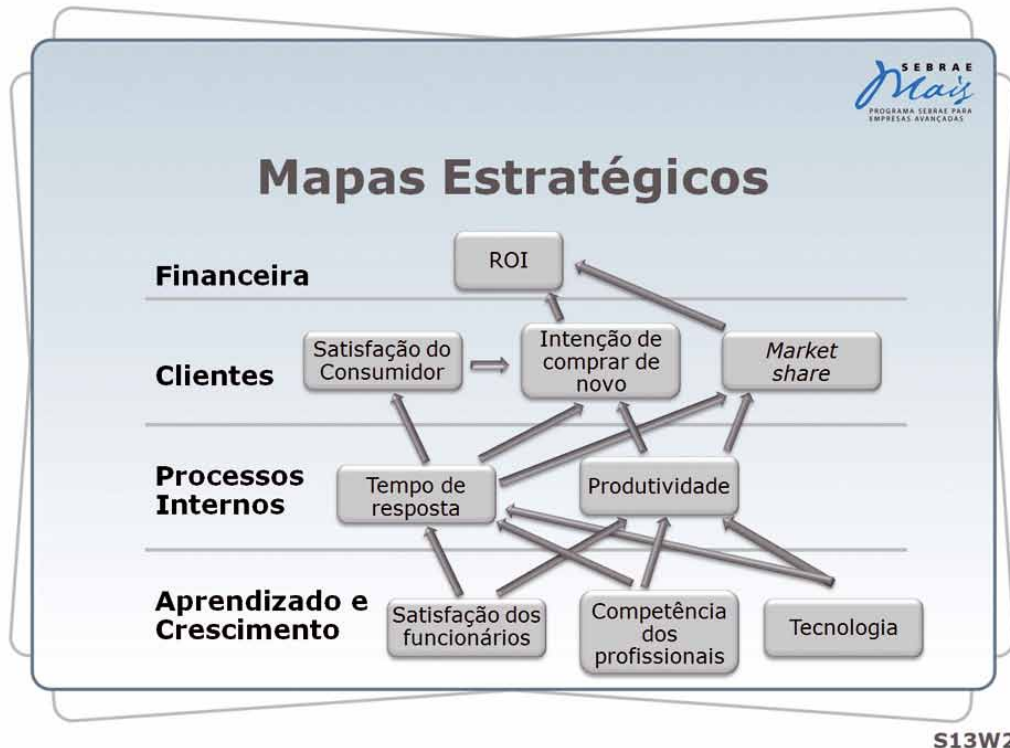 SEBRAE
Mais
PROGRAMA SEBRAE PARA
EMPRESAS AVANÇADAS
Mapas Estratégicos
Financeira
ROI
Clientes
Satisfação do
Consumidor
Intenção de
comprar de
novo
Market
share
Processos
Internos
Tempo de
resposta
Produtividade
Aprendizado e
Crescimento
Satisfação dos
funcionários
Competência
dos
profissionais
Tecnologia
S13W2